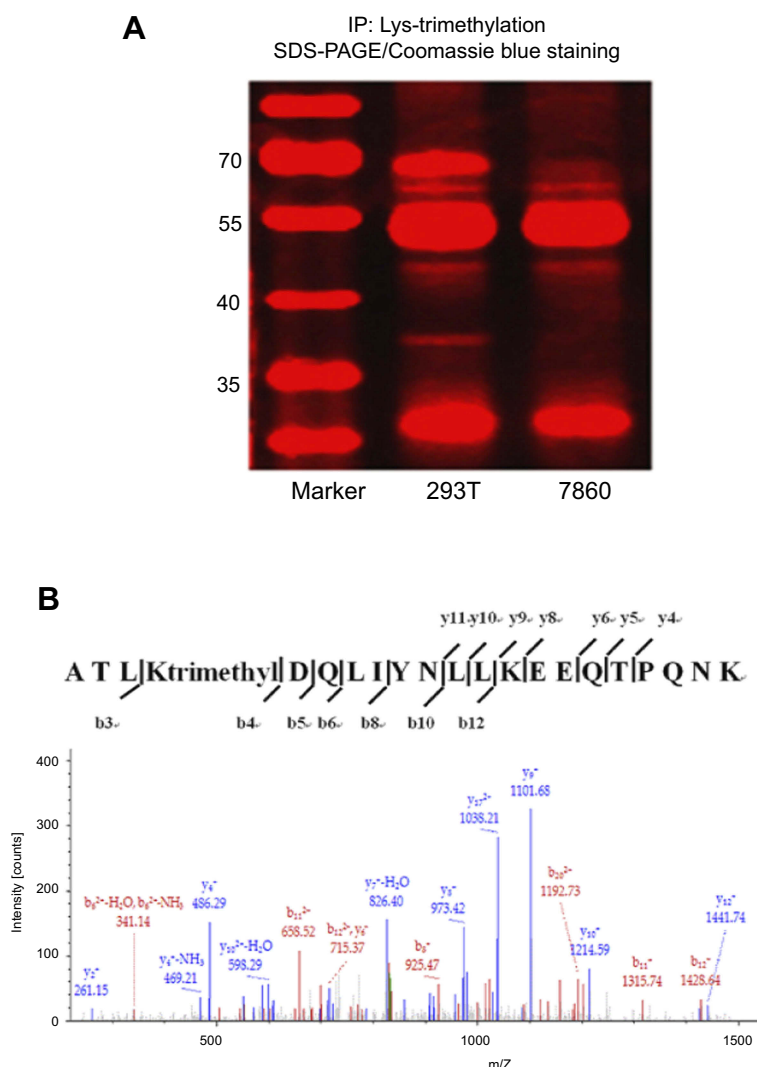 A
IP: Lys-trimethylation
SDS-PAGE/Coomassie blue staining
70
55
40
35
Marker 293T 7860
B
y11 y10 y9 y8 y6 y5 y4
A T L|Ktrimethyl|D|Q|L I|Y N|L|L|K|E E|Q|T|P Q N K
b3 b4 b5 b6 b8 b10 b12
400
300
200
100
0
Intensity [counts]
y₉⁺
1101.68
y₁₇²⁺
1038.21
b₆²⁺-H₂O, b₆²⁺-NH₃
341.14
y₄⁺
486.29
y₇⁺-H₂O
826.40
y₈⁺
973.42
b₂₀²⁺
1192.73
y₁₂⁺
1441.74
b₁₁²⁺
658.52
b₁₂²⁺, y₆⁺
715.37
y₂⁺
261.15
y₄⁺-NH₃
469.21
y₁₀²⁺-H₂O
598.29
b₈⁺
925.47
y₁₀⁺
1214.59
b₁₁⁺
1315.74
b₁₂⁺
1428.64
500 1000 1500
m/Z